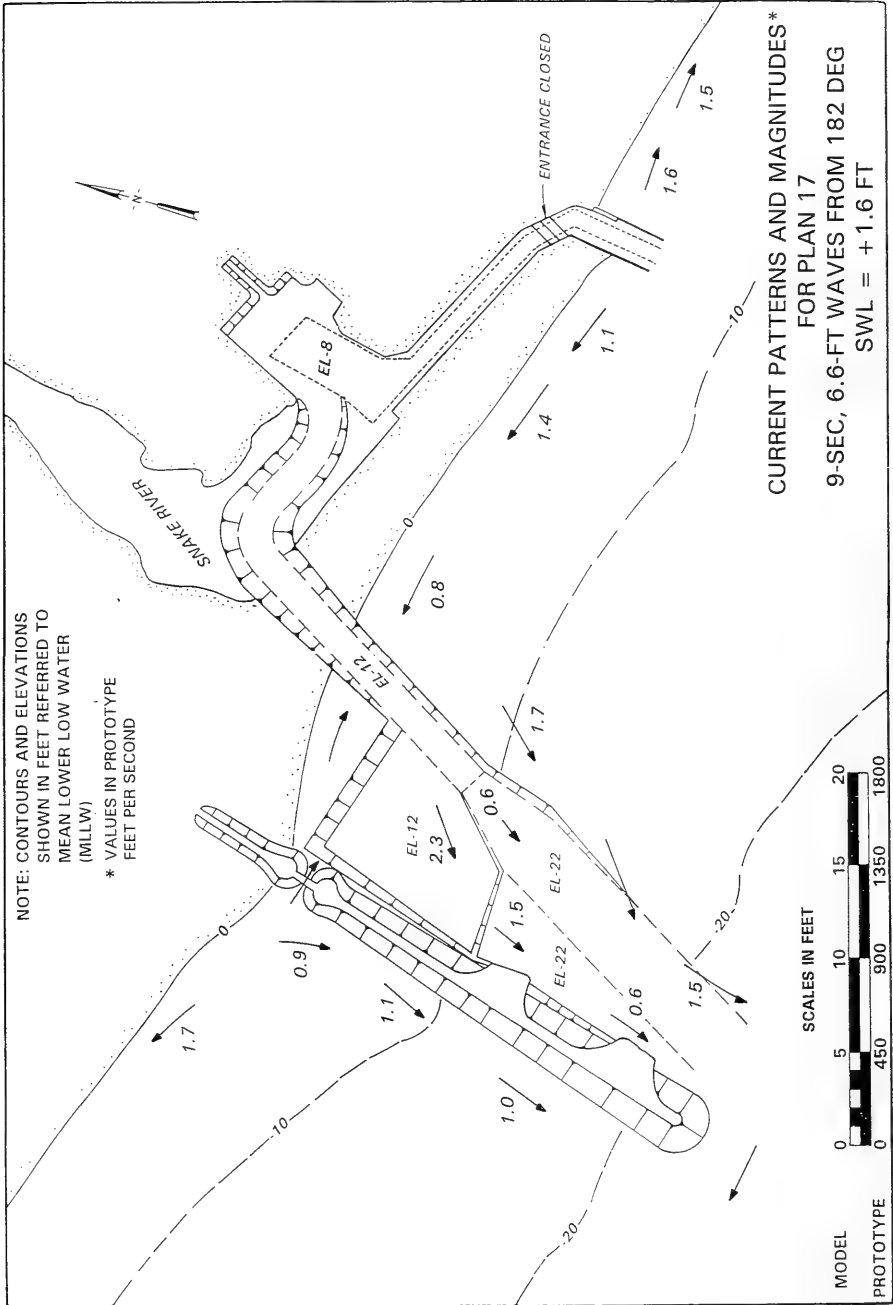 NOTE: CONTOURS AND ELEVATIONS
SHOWN IN FEET REFERRED TO
MEAN LOWER LOW WATER
(MLLW)
* VALUES IN PROTOTYPE
FEET PER SECOND
-N-
SNAKE RIVER
ENTRANCE CLOSED
EL-8
EL-12
EL-12
EL-22
EL-22
0
0
-10
-10
-20
-20
1.7
0.9
1.1
1.0
2.3
1.5
0.6
0.6
1.5
1.7
0.8
1.4
1.1
1.6
1.5
CURRENT PATTERNS AND MAGNITUDES*
FOR PLAN 17
9-SEC, 6.6-FT WAVES FROM 182 DEG
SWL = +1.6 FT
SCALES IN FEET
MODEL 0 5 10 15 20
PROTOTYPE 0 450 900 1350 1800